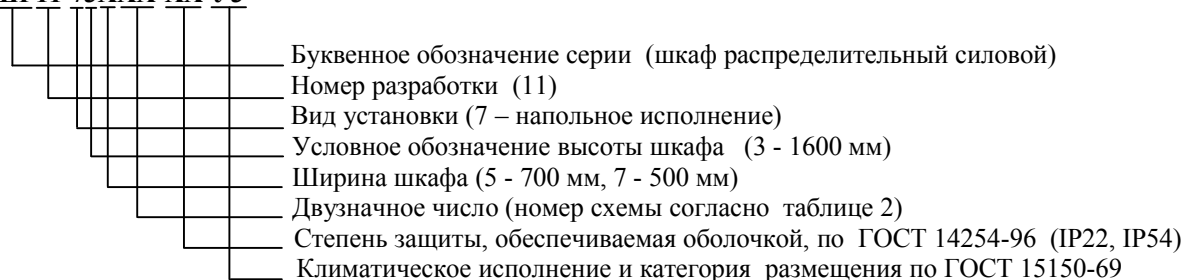 Буквенное обозначение серии (шкаф распределительный силовой)
Номер разработки (11)
Вид установки (7 – напольное исполнение)
Условное обозначение высоты шкафа (3 - 1600 мм)
Ширина шкафа (5 - 700 мм, 7 - 500 мм)
Двузначное число (номер схемы согласно таблице 2)
Степень защиты, обеспечиваемая оболочкой, по ГОСТ 14254-96 (IP22, IP54)
Климатическое исполнение и категория размещения по ГОСТ 15150-69